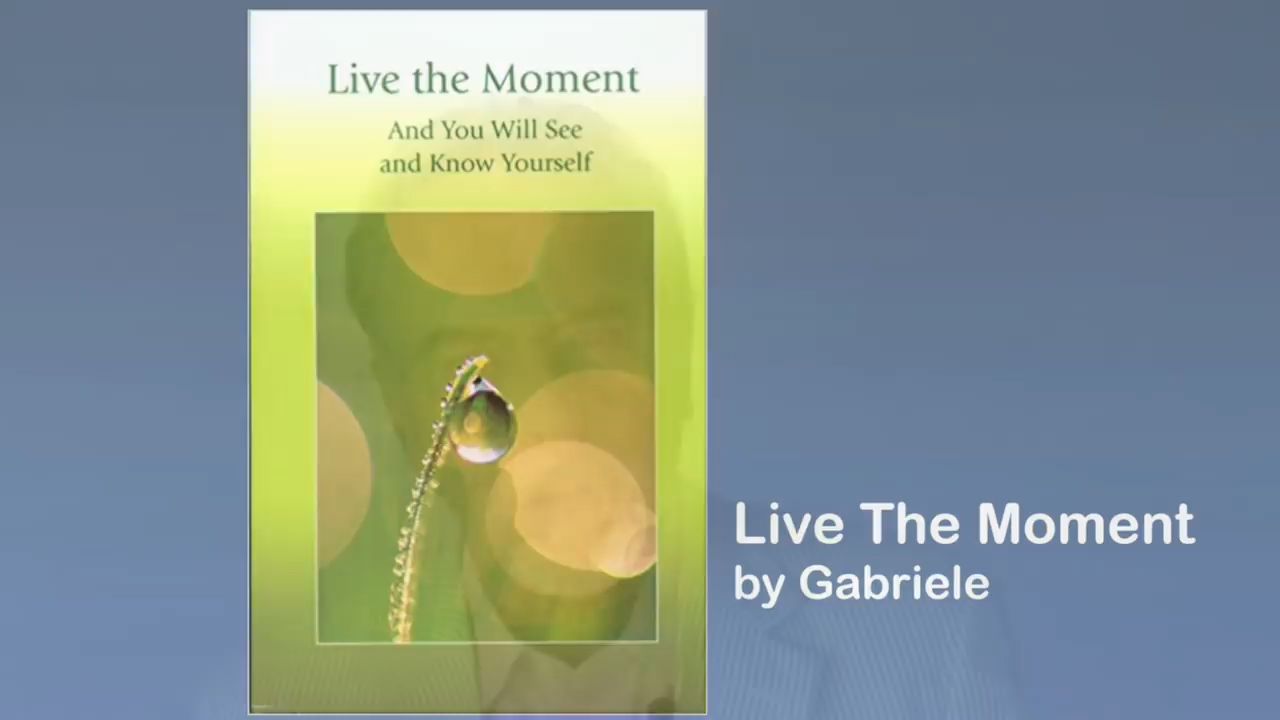 Live the Moment
And You Will See
and Know Yourself
Live The Moment
by Gabriele